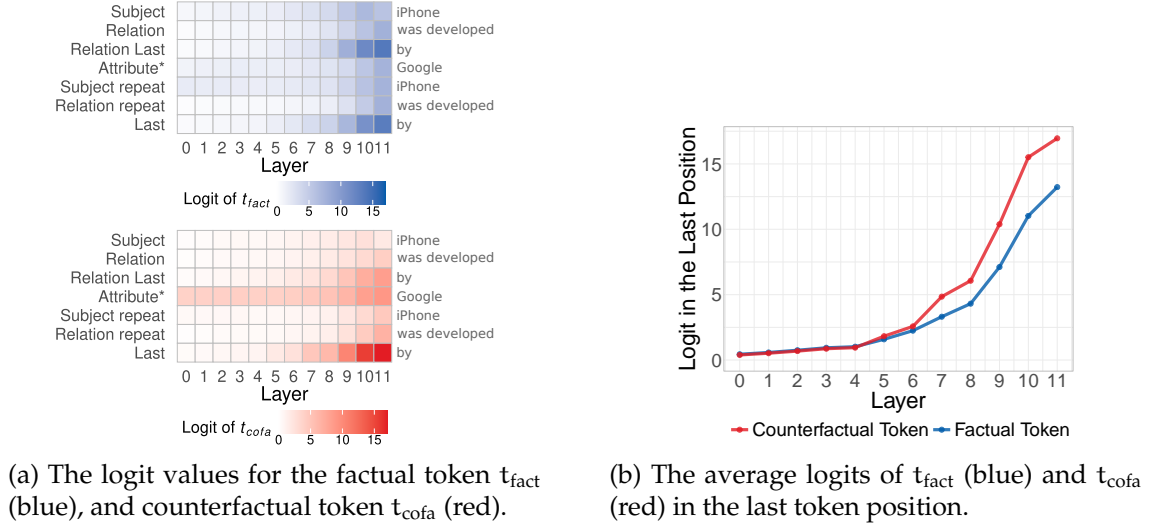 Subject iPhone
Relation was developed
Relation Last by
Attribute* Google
Subject repeat iPhone
Relation repeat was developed
Last by
0 1 2 3 4 5 6 7 8 9 10 11
Layer
Logit of t_fact 0 5 10 15
Subject iPhone
Relation was developed
Relation Last by
Attribute* Google
Subject repeat iPhone
Relation repeat was developed
Last by
0 1 2 3 4 5 6 7 8 9 10 11
Layer
Logit of t_cofa 0 5 10 15
(a) The logit values for the factual token t_fact
(blue), and counterfactual token t_cofa (red).
Logit in the Last Position
15
10
5
0
0 1 2 3 4 5 6 7 8 9 10 11
Layer
Counterfactual Token Factual Token
(b) The average logits of t_fact (blue) and t_cofa
(red) in the last token position.